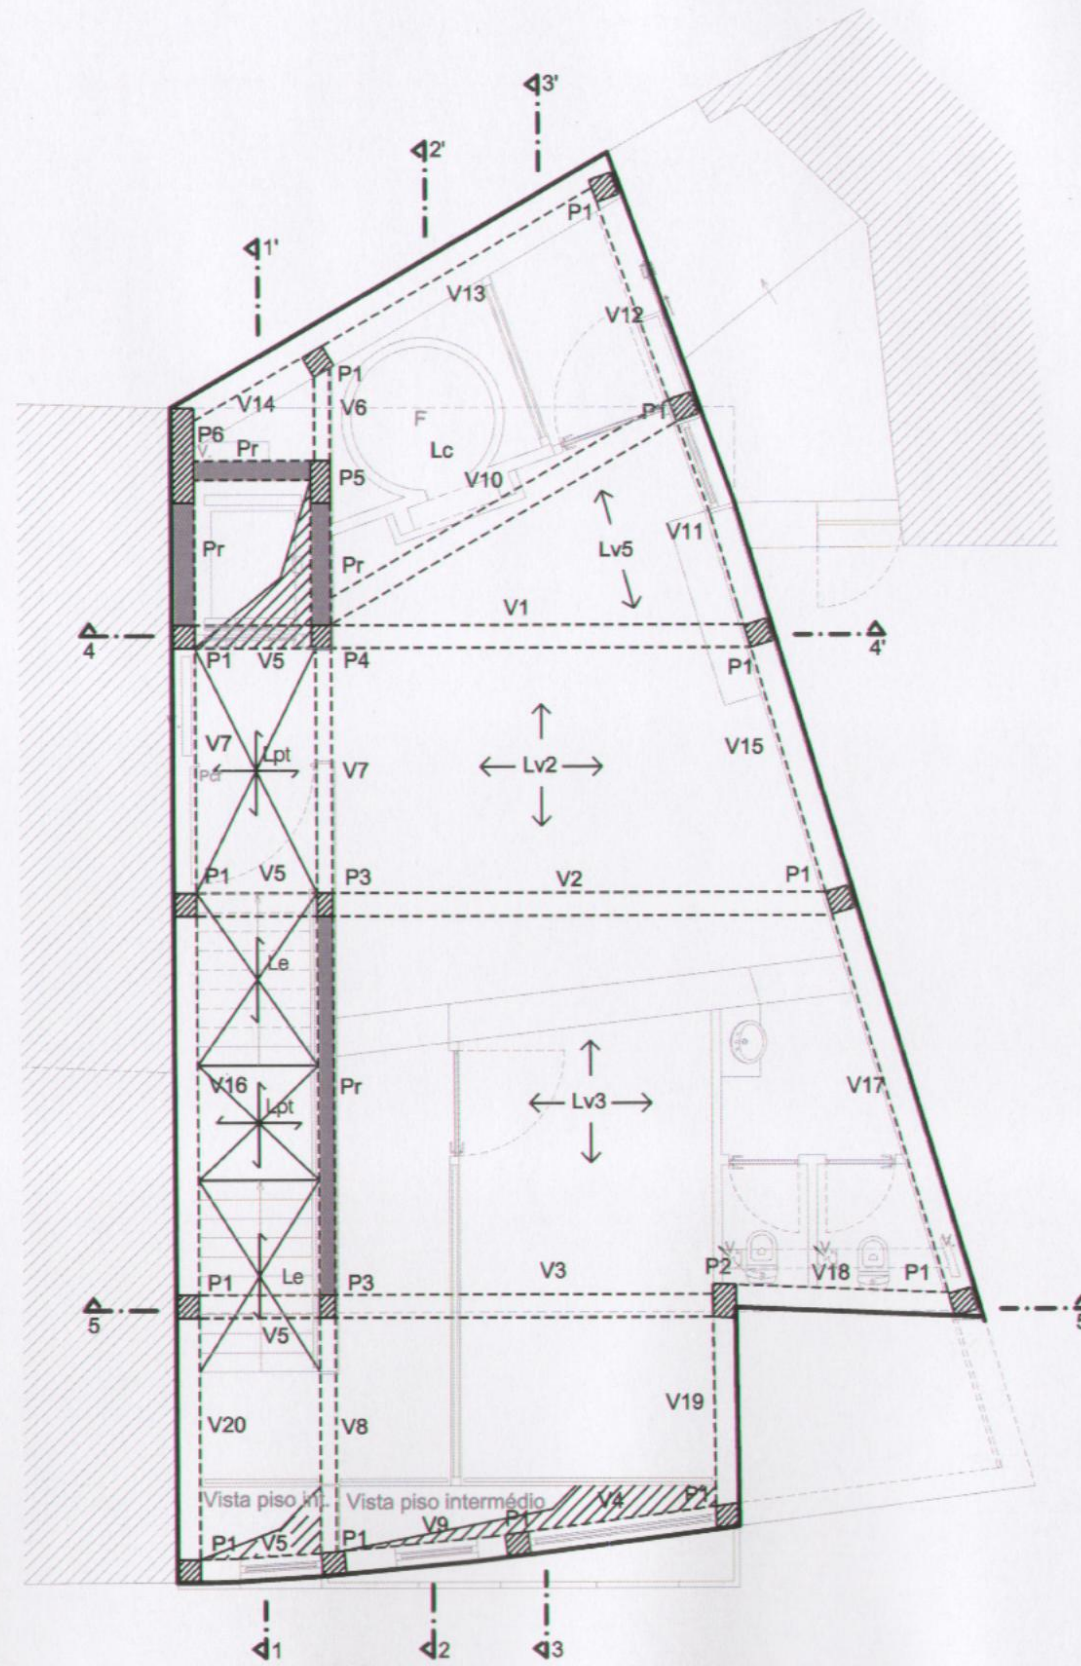 3'
2'
1'
P1
V13
V12
P1
V14
V6
P1
P6
F
V.
Pr
Lc
P5
V10
V11
Pr
Pr
Lv5
V1
4
4'
P1
V5
P4
P1
V7
Lpt
V7
Lv2
V15
P1
V5
P3
V2
P1
Le
V16
Lpt
Pr
Lv3
V17
V.
V.
V.
P1
Le
P3
V3
P2
V18
P1
5
V5
V20
V8
V19
Vista piso int.
Vista piso intermédio
V4
P1
P1
V5
P1
V9
P1
1
2
3